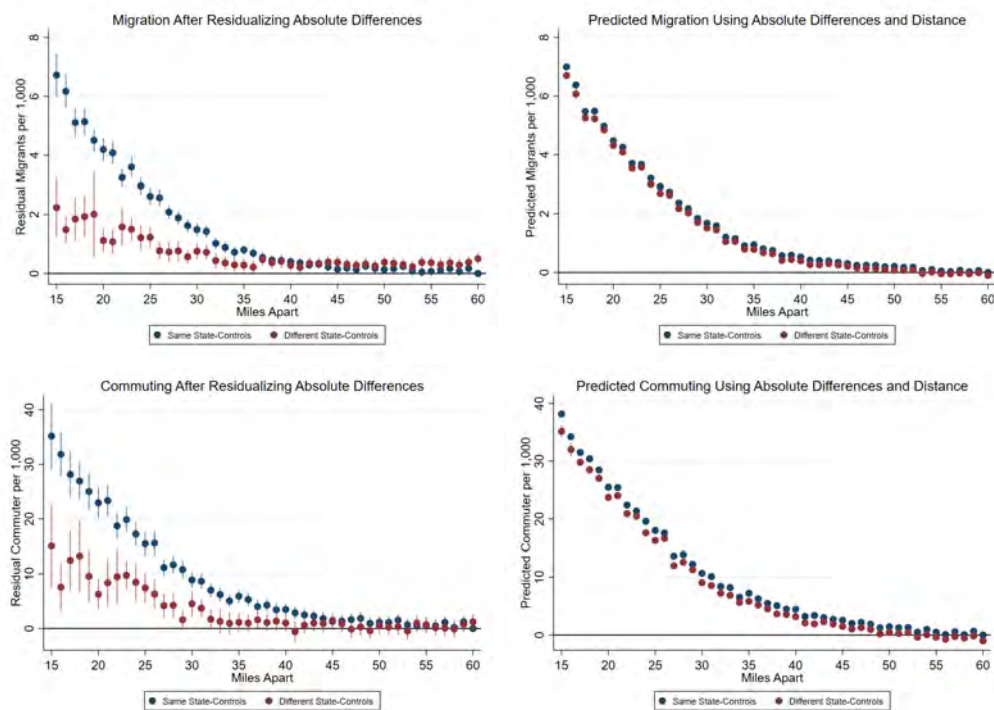 Migration After Residualizing Absolute Differences
Residual Migrants per 1,000
8
6
4
2
0
15 20 25 30 35 40 45 50 55 60
Miles Apart
Same State-Controls Different State-Controls
Predicted Migration Using Absolute Differences and Distance
Predicted Migrants per 1,000
8
6
4
2
0
15 20 25 30 35 40 45 50 55 60
Miles Apart
Same State-Controls Different State-Controls
Commuting After Residualizing Absolute Differences
Residual Commuter per 1,000
40
30
20
10
0
15 20 25 30 35 40 45 50 55 60
Miles Apart
Same State-Controls Different State-Controls
Predicted Commuting Using Absolute Differences and Distance
Predicted Commuter per 1,000
40
30
20
10
0
15 20 25 30 35 40 45 50 55 60
Miles Apart
Same State-Controls Different State-Controls